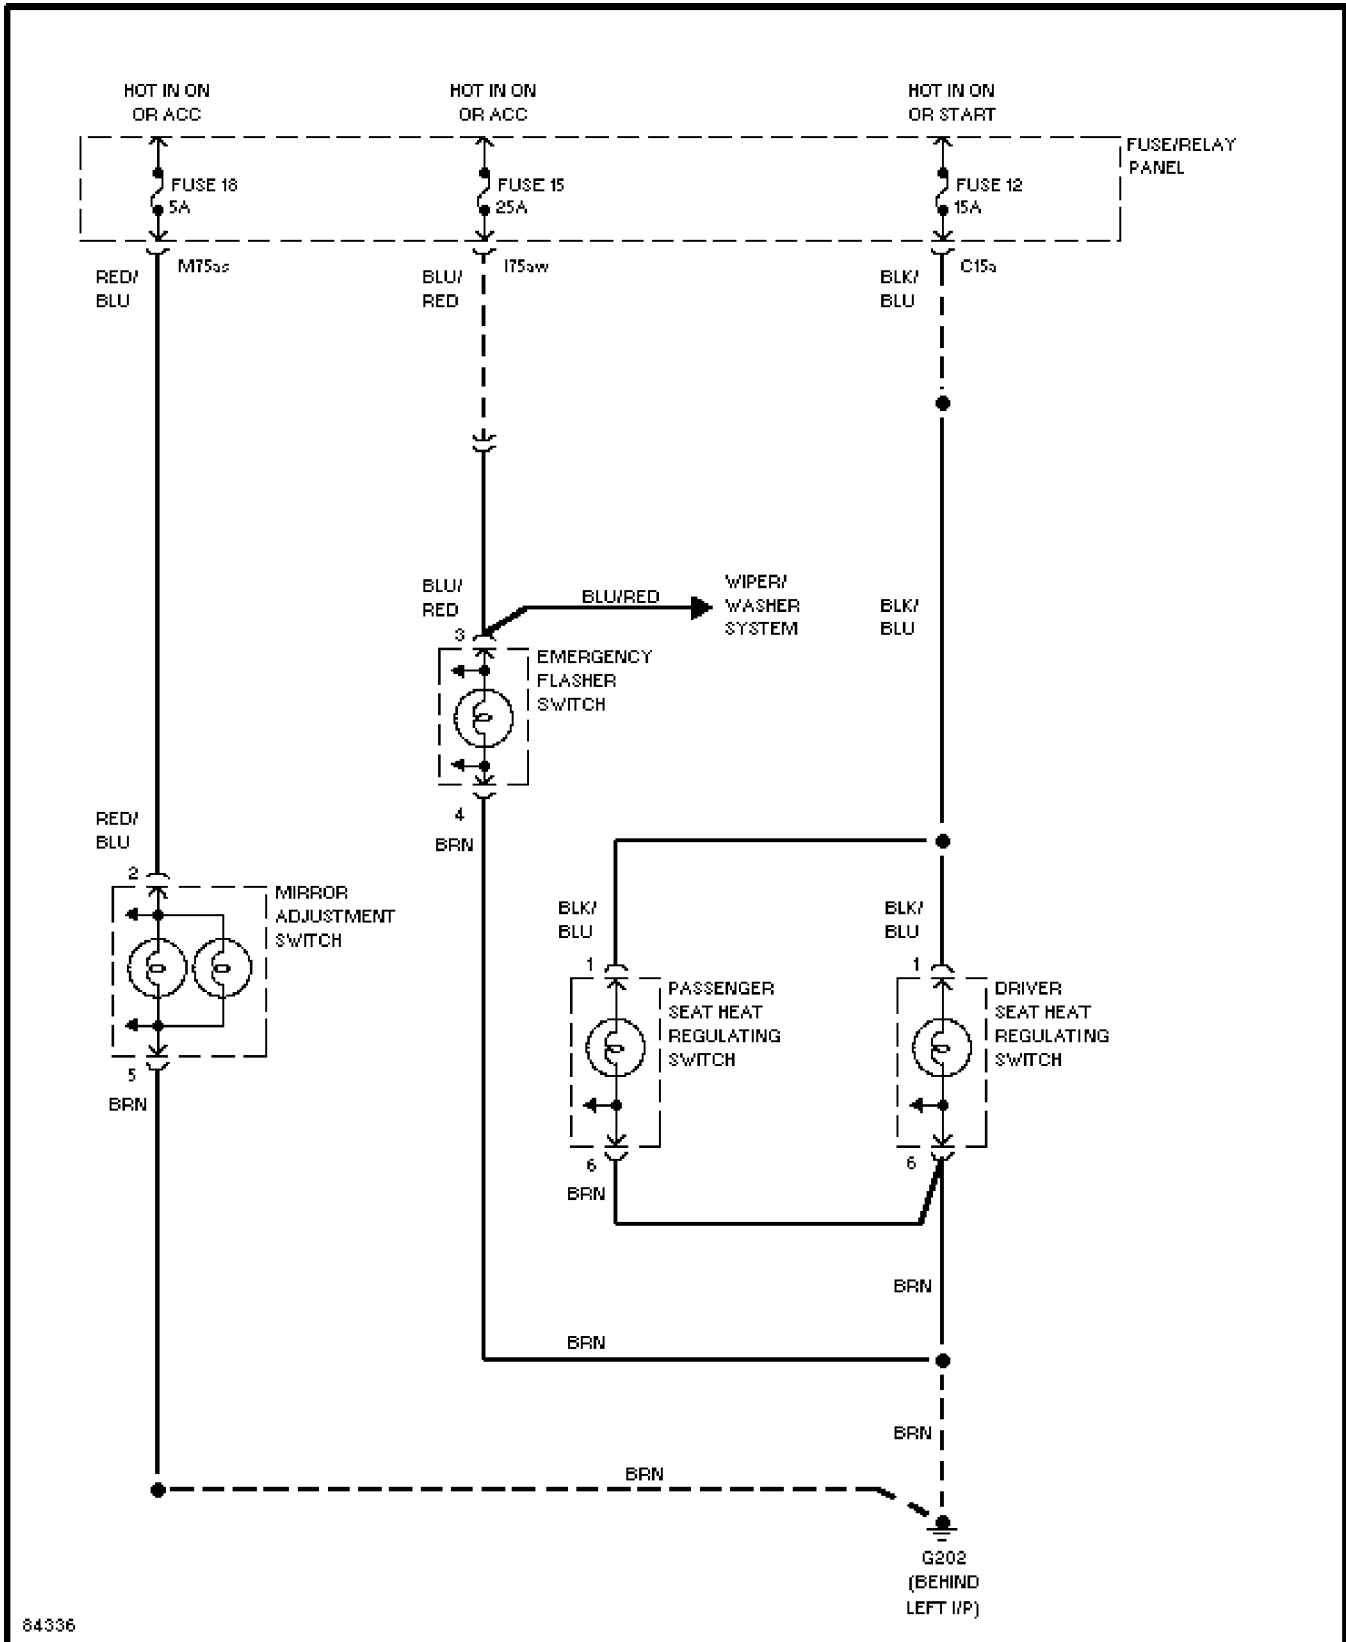 HOT IN ON
OR ACC
HOT IN ON
OR ACC
HOT IN ON
OR START
FUSE/RELAY
PANEL
FUSE 18
5A
FUSE 15
25A
FUSE 12
15A
M75as
I75aw
C15a
RED/
BLU
BLU/
RED
BLK/
BLU
BLU/
RED
BLU/RED
WIPER/
WASHER
SYSTEM
BLK/
BLU
3
EMERGENCY
FLASHER
SWITCH
4
BRN
RED/
BLU
2
MIRROR
ADJUSTMENT
SWITCH
5
BRN
BLK/
BLU
BLK/
BLU
1
PASSENGER
SEAT HEAT
REGULATING
SWITCH
1
DRIVER
SEAT HEAT
REGULATING
SWITCH
6
BRN
6
BRN
BRN
BRN
BRN
G202
(BEHIND
LEFT I/P)
84336